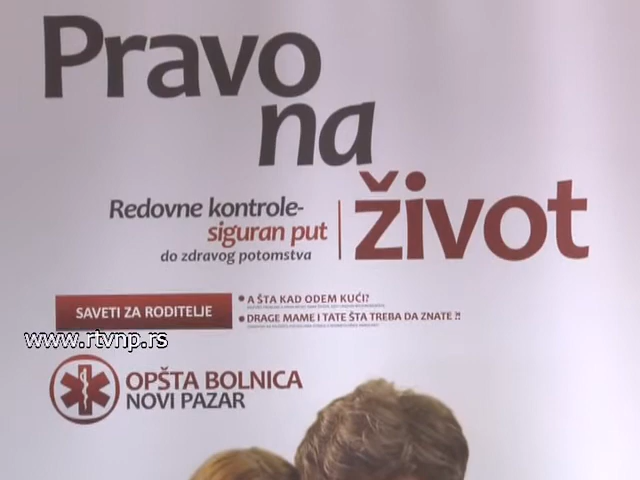 Pravo
na
život
Redovne kontrole-
siguran put
do zdravog potomstva
SAVETI ZA RODITELJE
• A ŠTA KAD ODEM KUĆI?
• DRAGE MAME I TATE ŠTA TREBA DA ZNATE ?!
www.rtvnp.rs
OPŠTA BOLNICA
NOVI PAZAR